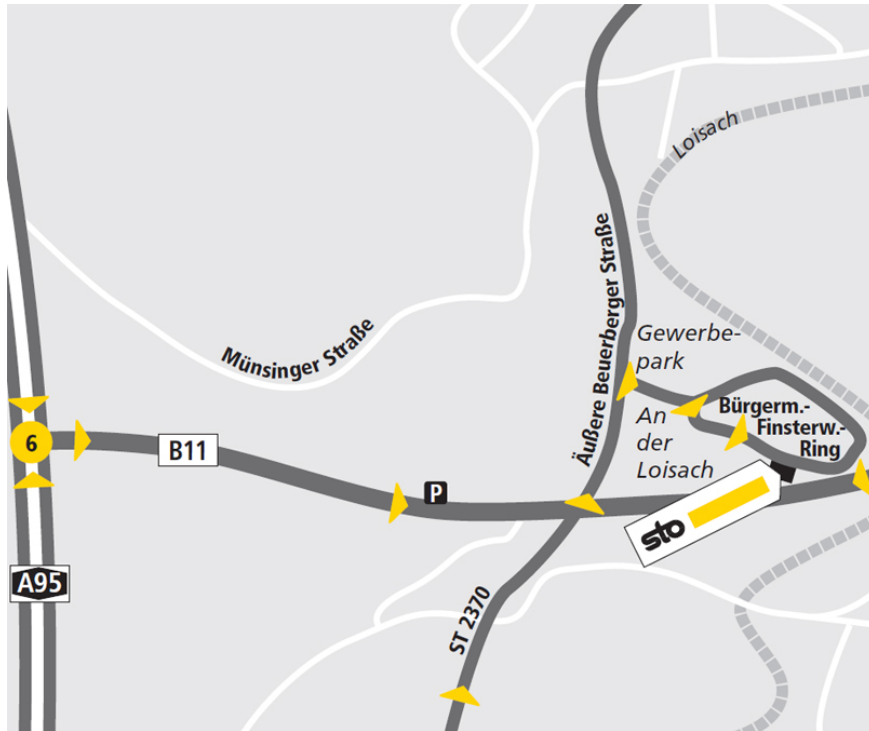 Loisach
Münsinger Straße
Äußere Beuerberger Straße
Gewerbe-
park
An
der
Loisach
Bürgerm.-
Finsterw.-
Ring
6
B11
P
sto
A95
ST 2370